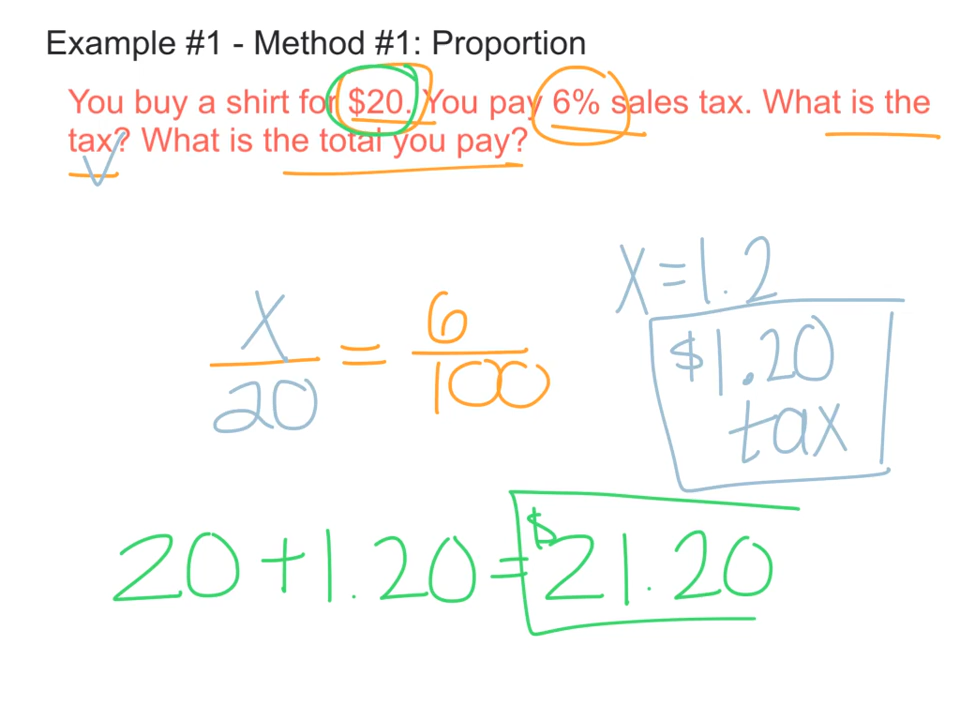 Example #1 - Method #1: Proportion
You buy a shirt for $20. You pay 6% sales tax. What is the
tax? What is the total you pay?
x = 1.2
x/20 = 6/100
$1.20
tax
20 + 1.20 = $21.20